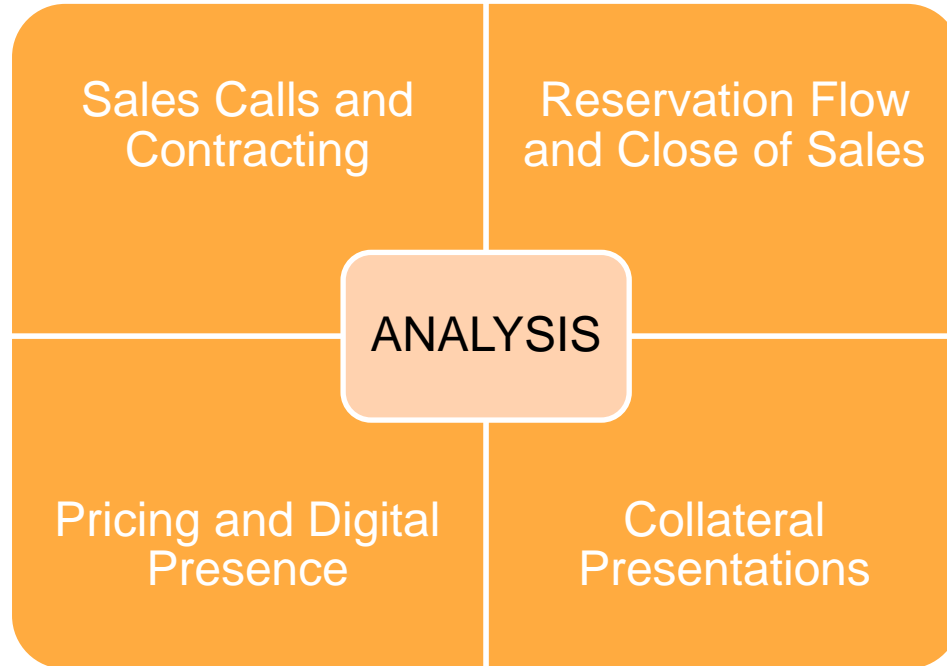 Sales Calls and
Contracting
Reservation Flow
and Close of Sales
ANALYSIS
Pricing and Digital
Presence
Collateral
Presentations